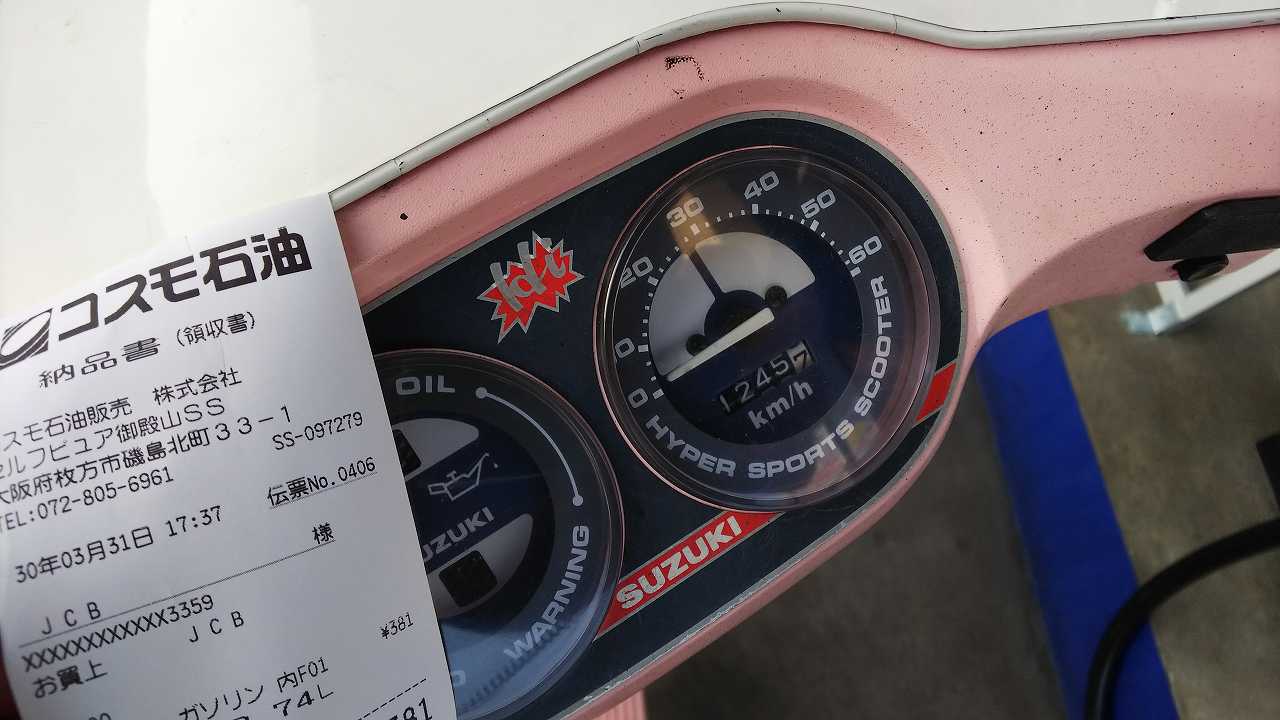 コスモ石油
納品書(領収書)
スモ石油販売 株式会社
セルフピュア御殿山SS
大阪府枚方市磯島北町33-1
SS-097279
TEL:072-805-6961
伝票No.0406
30年03月31日 17:37
様
JCB
XXXXXXXXXXXX3359
JCB
お買上
¥381
ガソリン 内F01
74L
381
OIL
SUZUKI
WARNING
SUZUKI
0
20
30
40
50
60
12457
km/h
HYPER SPORTS SCOOTER